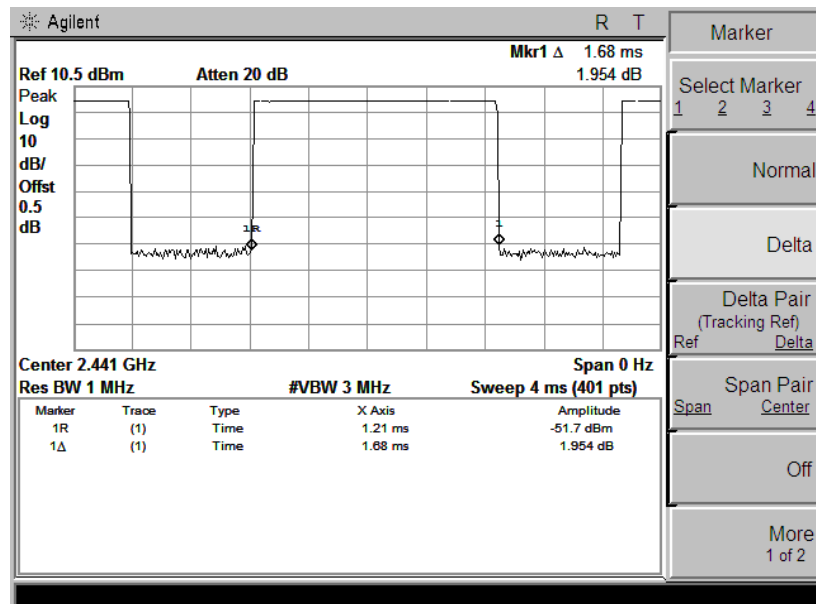 Agilent
R T
Mkr1 Δ 1.68 ms
Ref 10.5 dBm Atten 20 dB 1.954 dB
Peak
Log
10
dB/
Offst
0.5
dB
1R
1
Center 2.441 GHz Span 0 Hz
Res BW 1 MHz #VBW 3 MHz Sweep 4 ms (401 pts)
Marker Trace Type X Axis Amplitude
1R (1) Time 1.21 ms -51.7 dBm
1Δ (1) Time 1.68 ms 1.954 dB
Marker
Select Marker
1 2 3 4
Normal
Delta
Delta Pair
(Tracking Ref)
Ref Delta
Span Pair
Span Center
Off
More
1 of 2